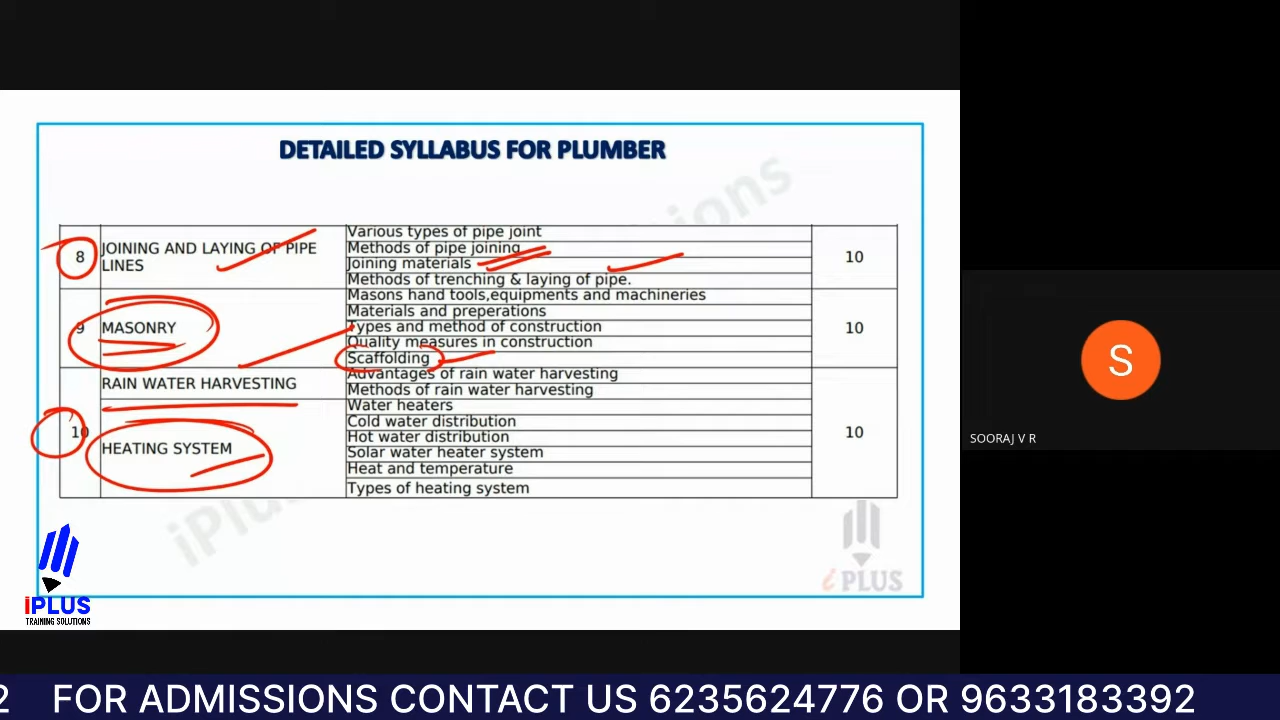 DETAILED SYLLABUS FOR PLUMBER
8
JOINING AND LAYING OF PIPE
LINES
Various types of pipe joint
Methods of pipe joining
Joining materials
Methods of trenching & laying of pipe.
10
9
MASONRY
Masons hand tools,equipments and machineries
Materials and preperations
Types and method of construction
Quality measures in construction
Scaffolding
10
10
RAIN WATER HARVESTING
Advantages of rain water harvesting
Methods of rain water harvesting
HEATING SYSTEM
Water heaters
Cold water distribution
Hot water distribution
Solar water heater system
Heat and temperature
Types of heating system
10
iPLUS
TRAINING SOLUTIONS
iPLUS
S
SOORAJ V R
2 FOR ADMISSIONS CONTACT US 6235624776 OR 9633183392